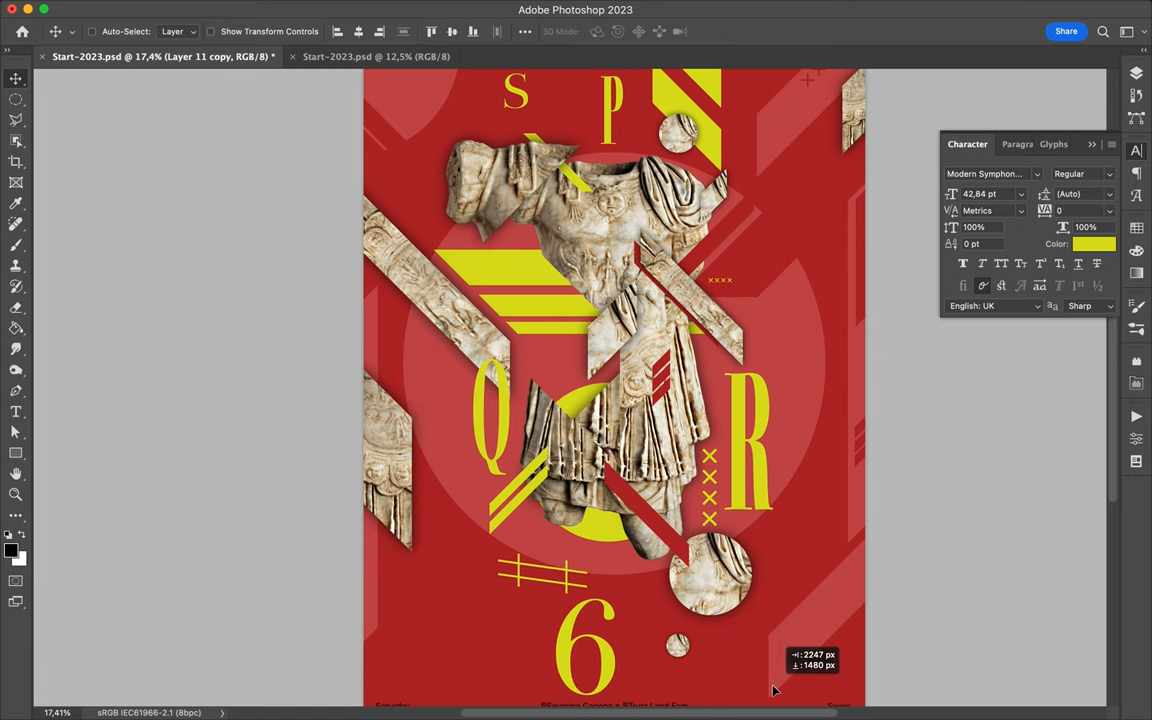 Adobe Photoshop 2023
Auto-Select: Layer Show Transform Controls 3D Mode: Share
Start-2023.psd @ 17,4% (Layer 11 copy, RGB/8) * Start-2023.psd @ 12,5% (RGB/8)
S P
Q R
6
Character Paragra Glyphs
Modern Symphon... Regular
42,84 pt (Auto)
Metrics 0
100% 100%
0 pt Color:
English: UK Sharp
: 2247 px
: 1480 px
Saturday Swiss
17,41% sRGB IEC61966-2.1 (8bpc)